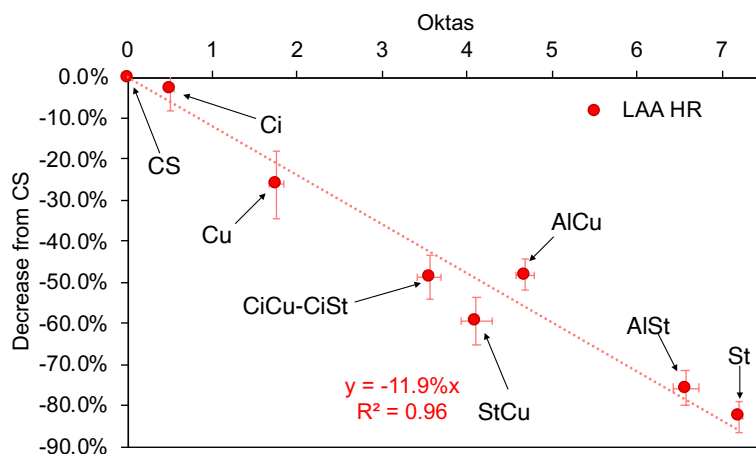 Oktas
0 1 2 3 4 5 6 7
0.0%
-10.0%
-20.0%
-30.0%
-40.0%
-50.0%
-60.0%
-70.0%
-80.0%
-90.0%
Decrease from CS
LAA HR
CS
Ci
Cu
CiCu-CiSt
StCu
AlCu
AlSt
St
y = -11.9%x
R² = 0.96